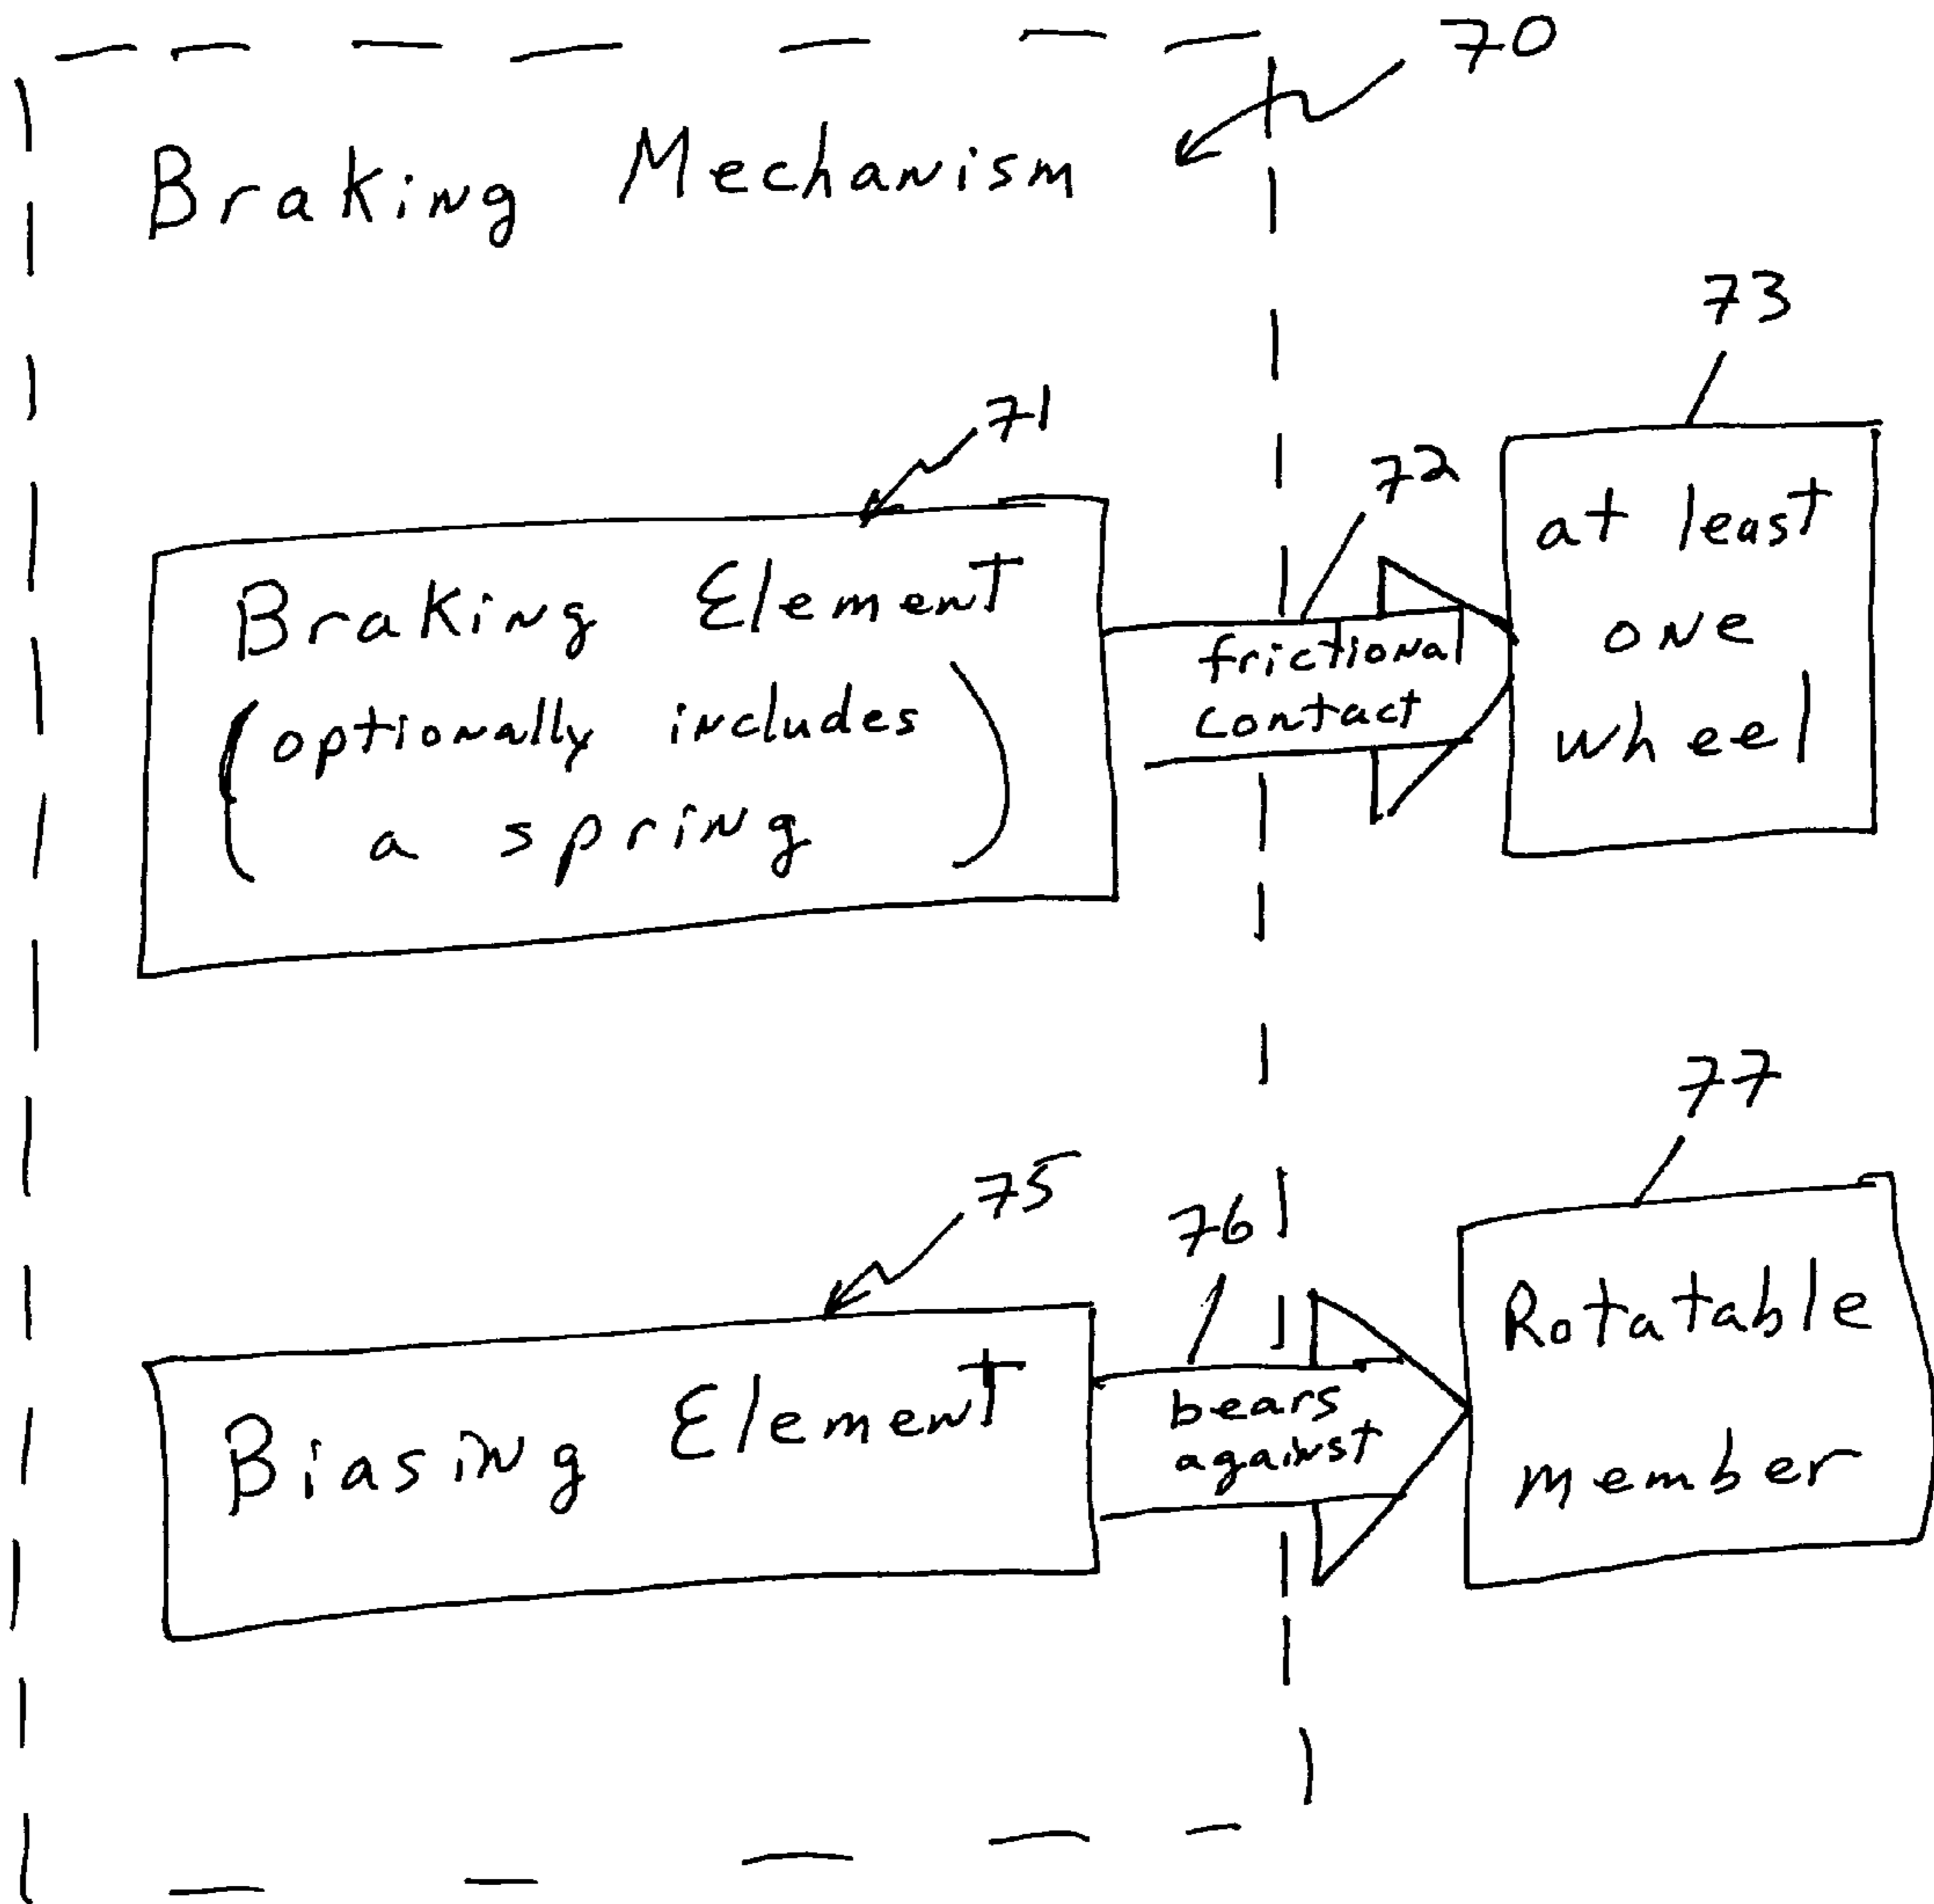 70
Braking Mechanism
73
71
72
at least
one
wheel
Braking Element
(optionally includes
a spring)
frictional
contact
77
75
76
Rotatable
member
Biasing Element
bears
against